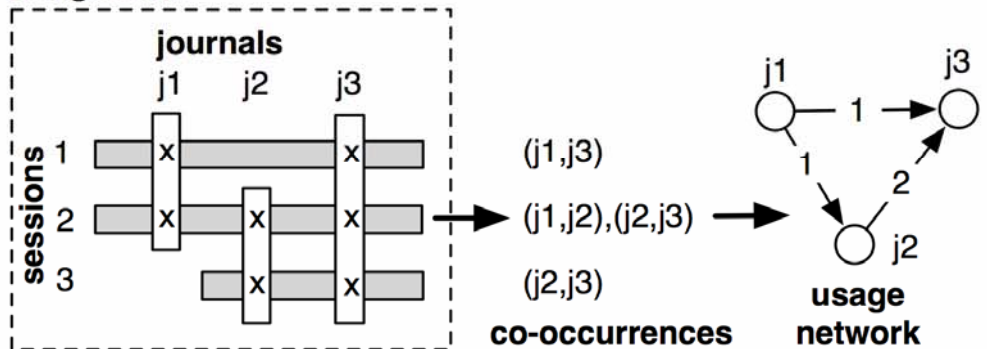 journals
j1 j2 j3
sessions
1 x x
2 x x x
3 x x
(j1,j3)
(j1,j2),(j2,j3)
(j2,j3)
co-occurrences
j1 j3
1
1
2
j2
usage
network